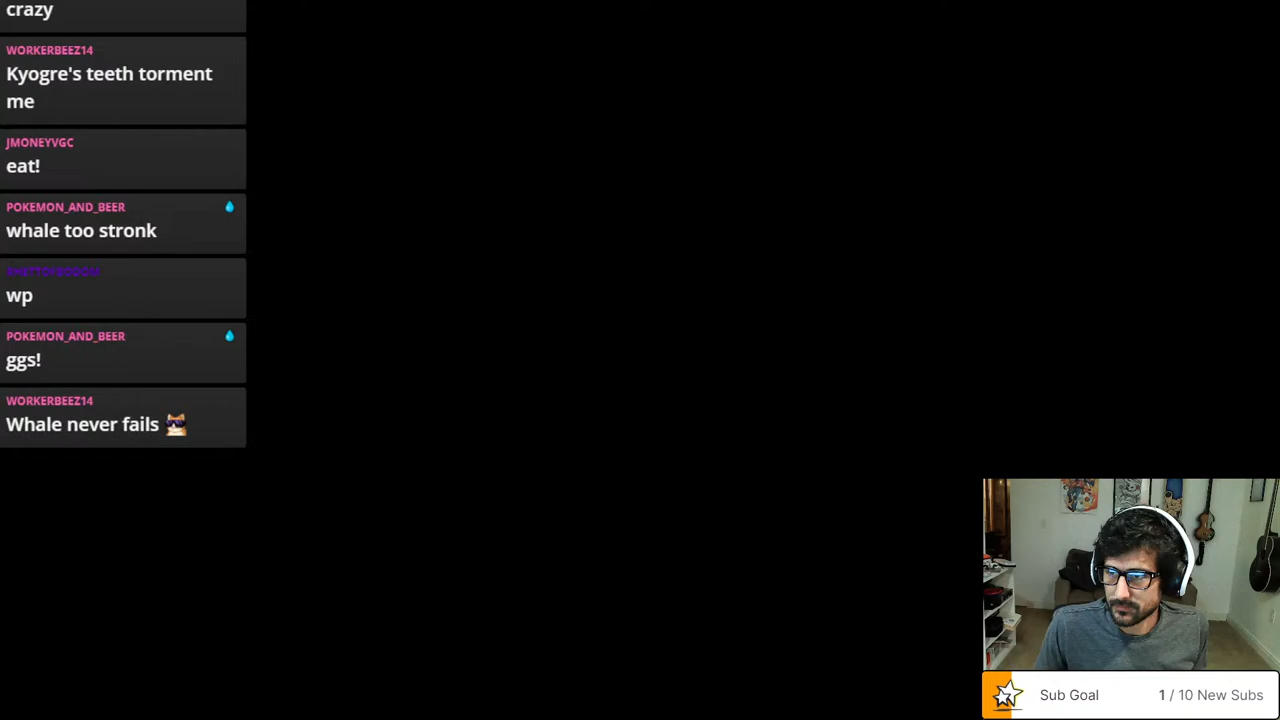 crazy
WORKERBEEZ14
Kyogre's teeth torment
me
JMONEYVGC
eat!
POKEMON_AND_BEER
whale too stronk
wp
POKEMON_AND_BEER
ggs!
WORKERBEEZ14
Whale never fails
Sub Goal 1 / 10 New Subs